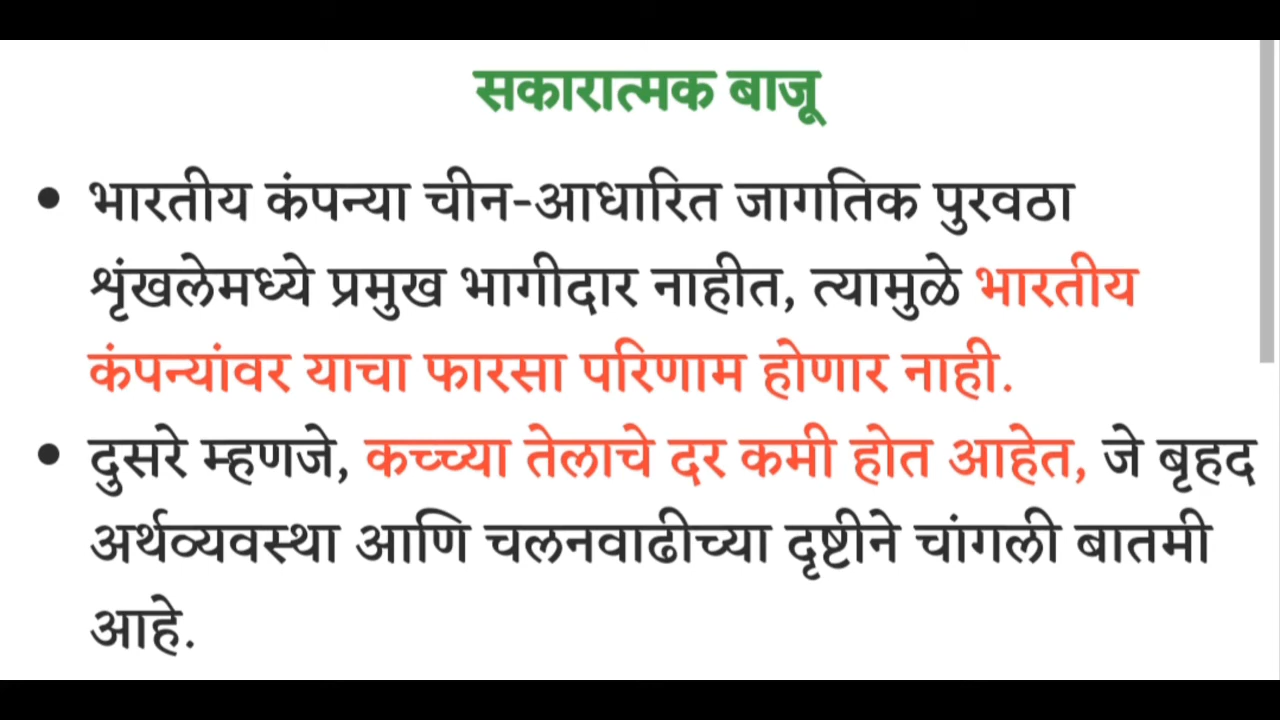 सकारात्मक बाजू
• भारतीय कंपन्या चीन-आधारित जागतिक पुरवठा
शृंखलेमध्ये प्रमुख भागीदार नाहीत, त्यामुळे भारतीय
कंपन्यांवर याचा फारसा परिणाम होणार नाही.
• दुसरे म्हणजे, कच्च्या तेलाचे दर कमी होत आहेत, जे बृहद
अर्थव्यवस्था आणि चलनवाढीच्या दृष्टीने चांगली बातमी
आहे.